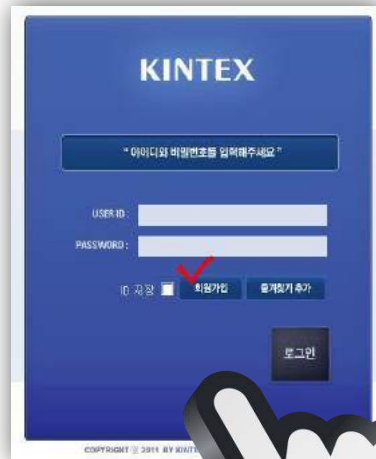 KINTEX
" 아이디와 비밀번호를 입력해주세요 "
USER ID :
PASSWORD :
ID 저장 회원가입 즐겨찾기 추가
로그인
COPYRIGHT ⓒ 2011 BY KINTE